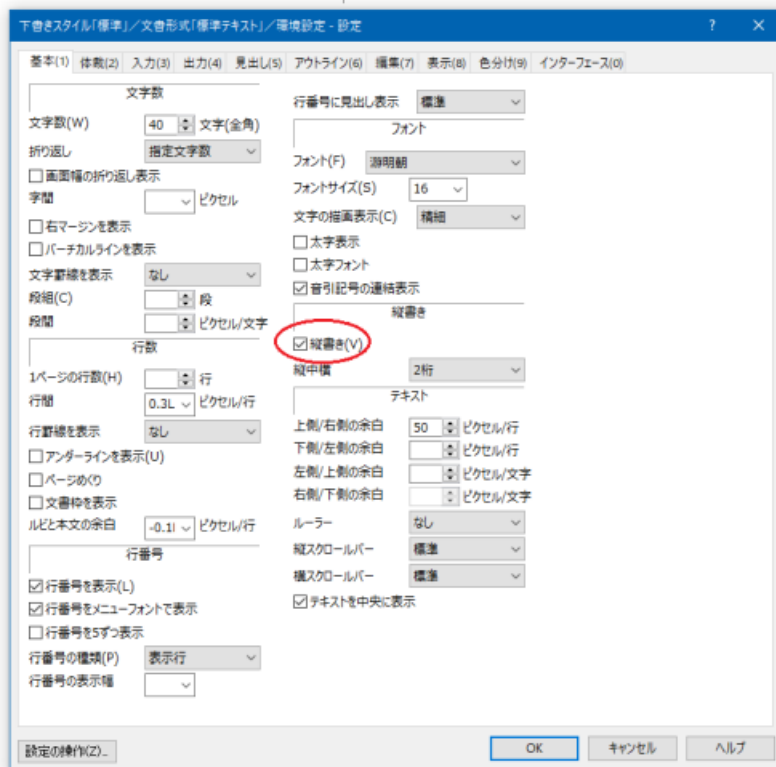 下書きスタイル「標準」／文書形式「標準テキスト」／環境設定 - 設定 ? ×
基本(1) 体裁(2) 入力(3) 出力(4) 見出し(5) アウトライン(6) 編集(7) 表示(8) 色分け(9) インターフェース(0)
文字数
文字数(W) 40 文字(全角)
折り返し 指定文字数
画面幅の折り返し表示
字間 ピクセル
右マージンを表示
バーチカルラインを表示
文字罫線を表示 なし
段組(C) 段
段間 ピクセル/文字
行数
1ページの行数(H) 行
行間 0.3L ピクセル/行
行罫線を表示 なし
アンダーラインを表示(U)
ページめくり
文書枠を表示
ルビと本文の余白 -0.1l ピクセル/行
行番号
行番号を表示(L)
行番号をメニューフォントで表示
行番号を5ずつ表示
行番号の種類(P) 表示行
行番号の表示幅
行番号に見出し表示 標準
フォント
フォント(F) 游明朝
フォントサイズ(S) 16
文字の描画表示(C) 精細
太字表示
太字フォント
音引記号の連結表示
縦書き
縦書き(V)
縦中横 2桁
テキスト
上側/右側の余白 50 ピクセル/行
下側/左側の余白 ピクセル/行
左側/上側の余白 ピクセル/文字
右側/下側の余白 ピクセル/文字
ルーラー なし
縦スクロールバー 標準
横スクロールバー 標準
テキストを中央に表示
設定の操作(Z)... OK キャンセル ヘルプ